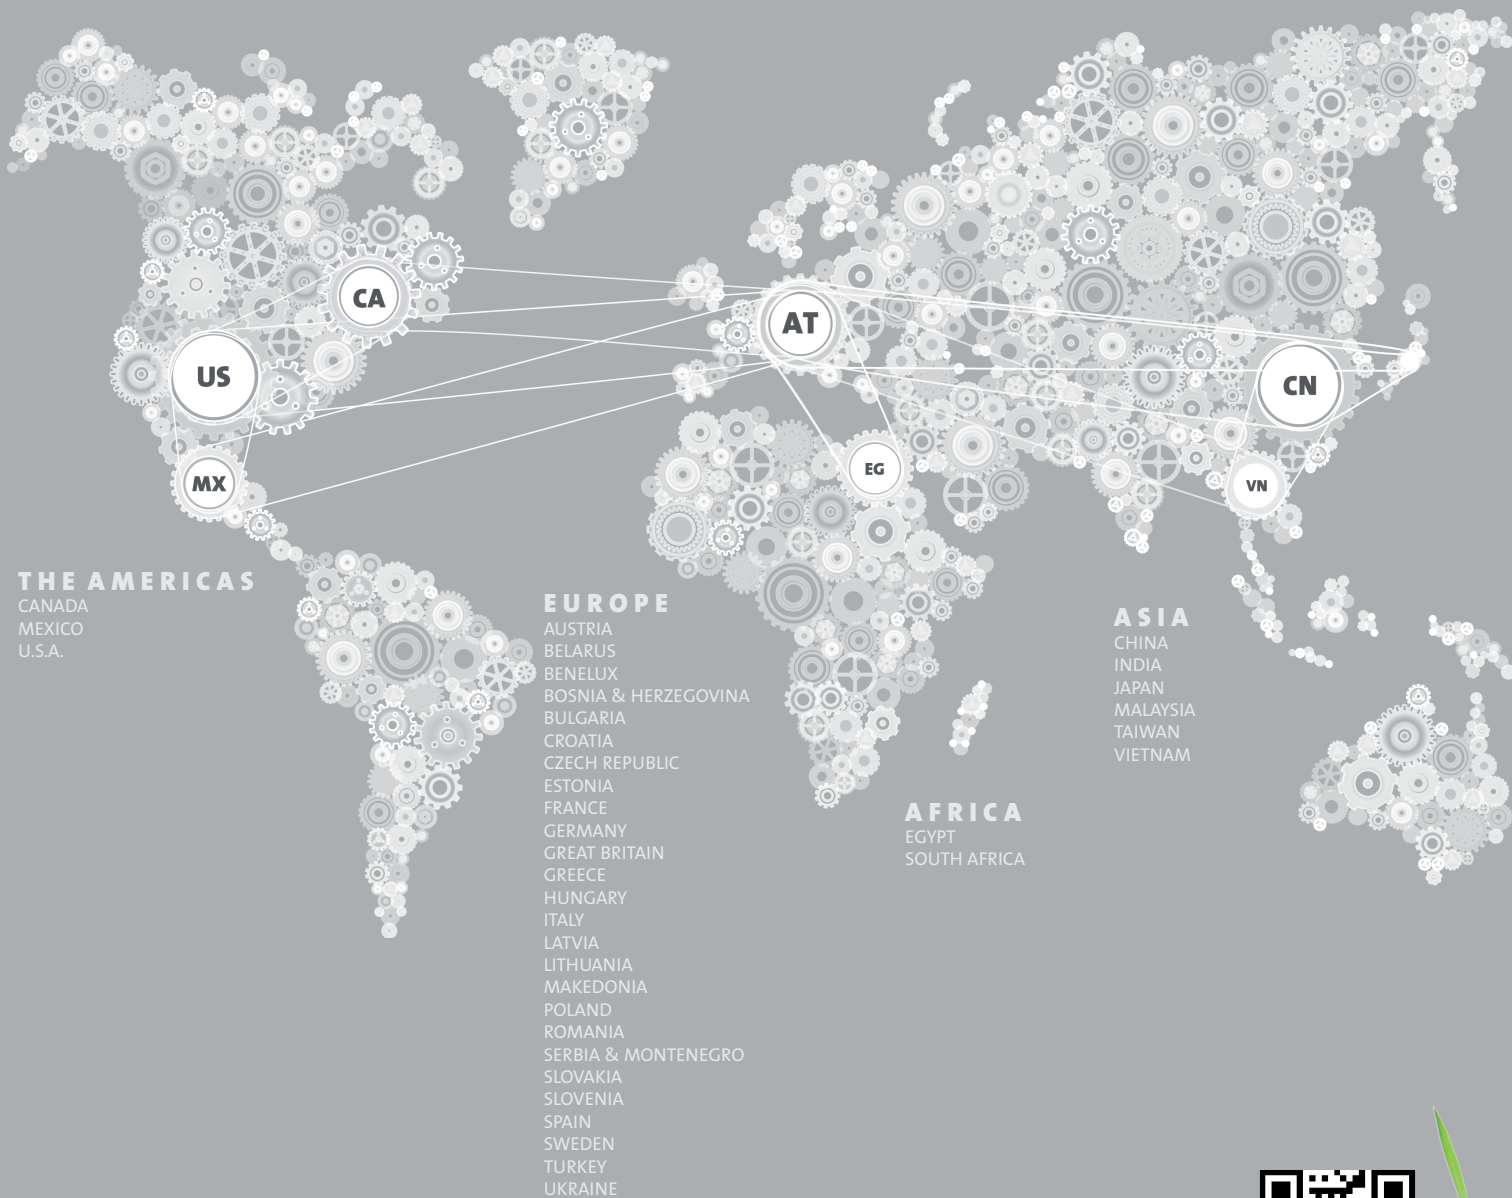 CA
AT
US
CN
MX
EG
VN
THE AMERICAS
CANADA
MEXICO
U.S.A.
EUROPE
AUSTRIA
BELARUS
BENELUX
BOSNIA & HERZEGOVINA
BULGARIA
CROATIA
CZECH REPUBLIC
ESTONIA
FRANCE
GERMANY
GREAT BRITAIN
GREECE
HUNGARY
ITALY
LATVIA
LITHUANIA
MAKEDONIA
POLAND
ROMANIA
SERBIA & MONTENEGRO
SLOVAKIA
SLOVENIA
SPAIN
SWEDEN
TURKEY
UKRAINE
AFRICA
EGYPT
SOUTH AFRICA
ASIA
CHINA
INDIA
JAPAN
MALAYSIA
TAIWAN
VIETNAM